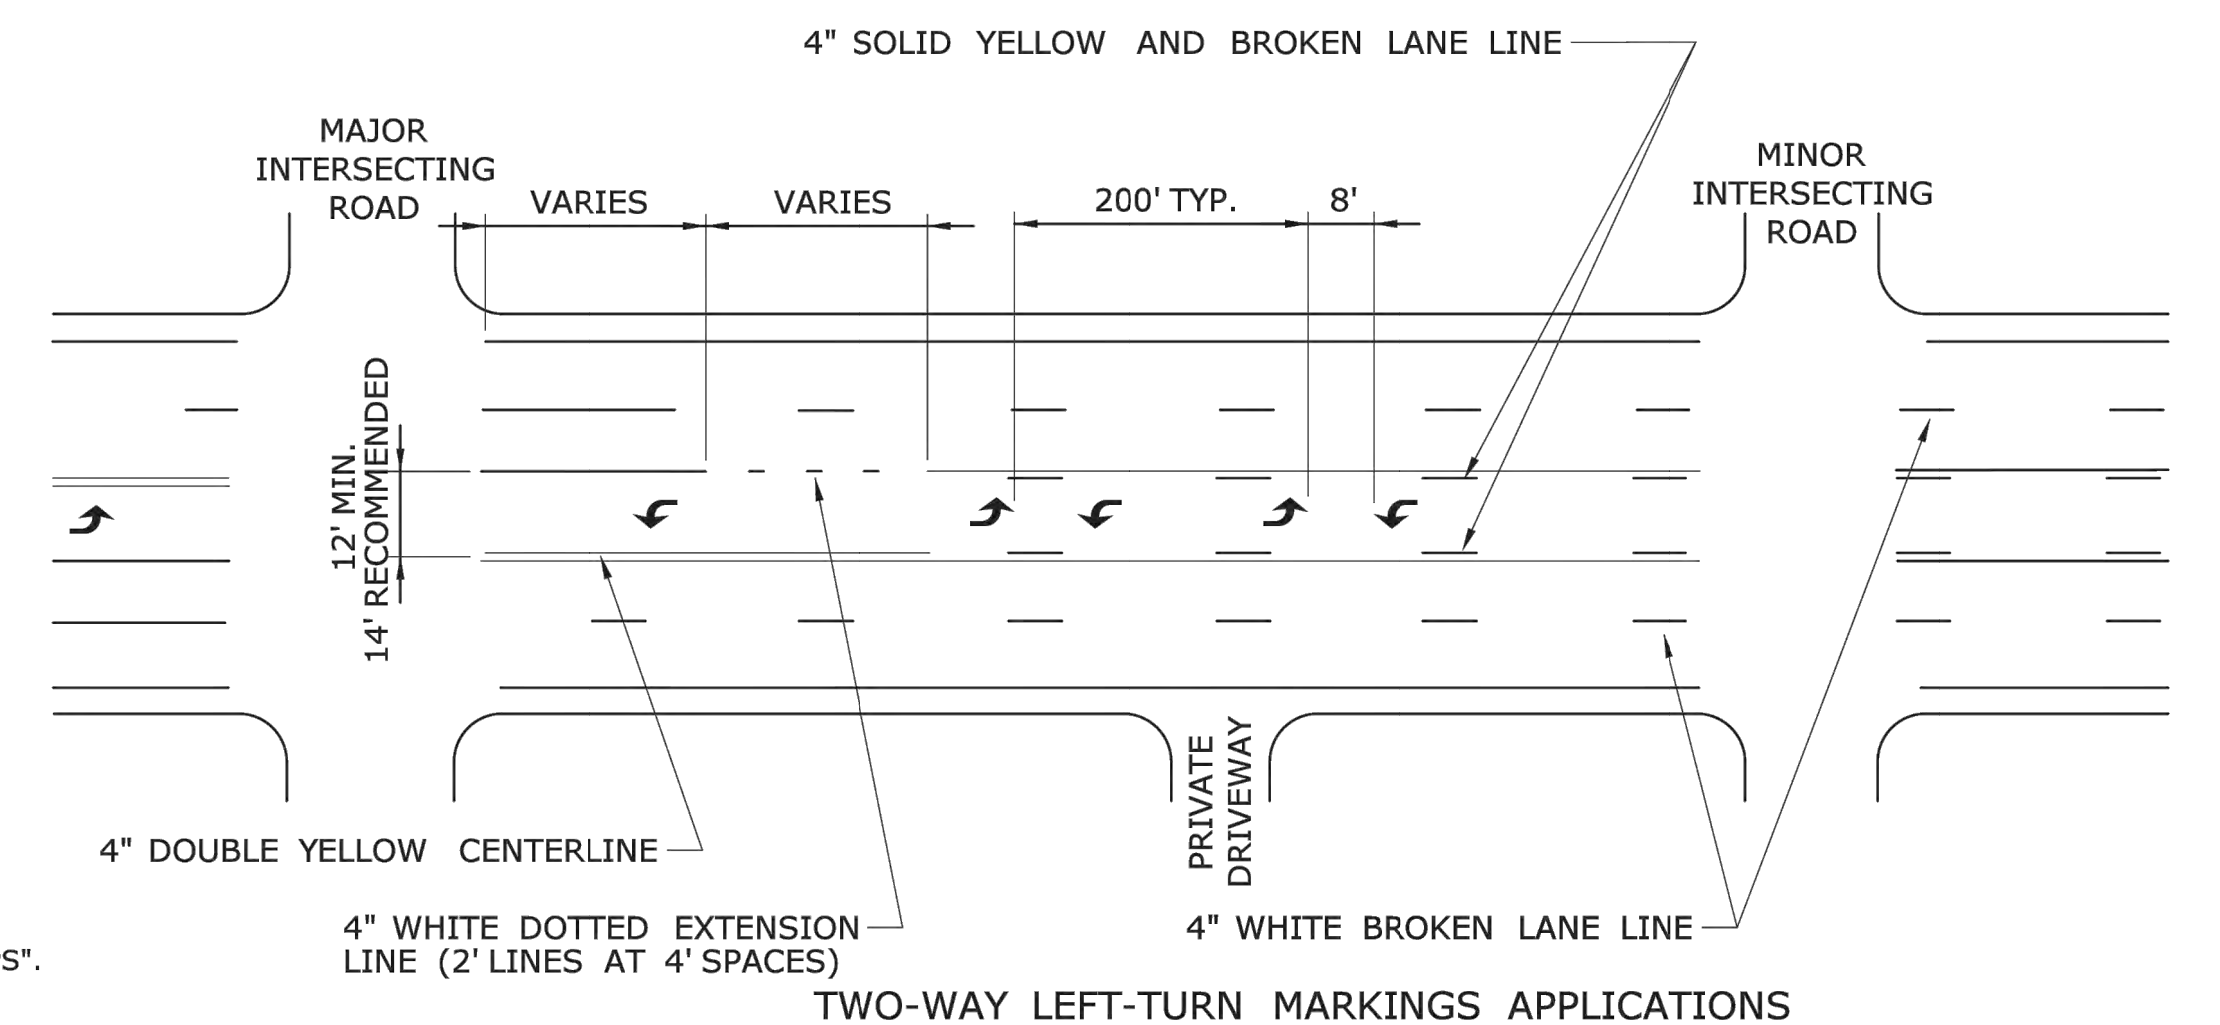 4" SOLID YELLOW AND BROKEN LANE LINE
MAJOR
INTERSECTING
ROAD
VARIES
VARIES
200' TYP.
8'
MINOR
INTERSECTING
ROAD
12' MIN.
14' RECOMMENDED
PRIVATE
DRIVEWAY
4" DOUBLE YELLOW CENTERLINE
4" WHITE DOTTED EXTENSION
LINE (2' LINES AT 4' SPACES)
4" WHITE BROKEN LANE LINE
S".
TWO-WAY LEFT-TURN MARKINGS APPLICATIONS